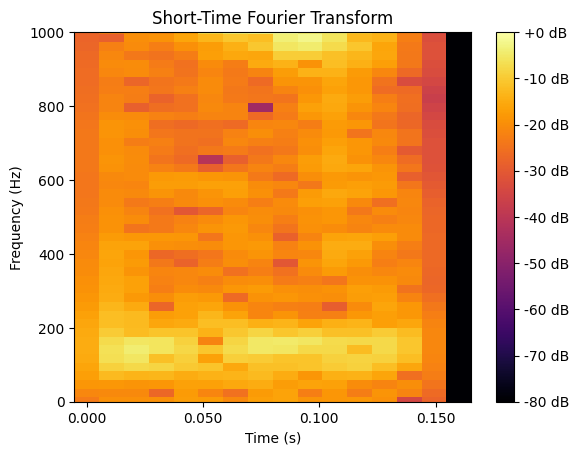 Short-Time Fourier Transform
1000
800
600
400
200
0
Frequency (Hz)
0.000
0.050
0.100
0.150
Time (s)
+0 dB
-10 dB
-20 dB
-30 dB
-40 dB
-50 dB
-60 dB
-70 dB
-80 dB